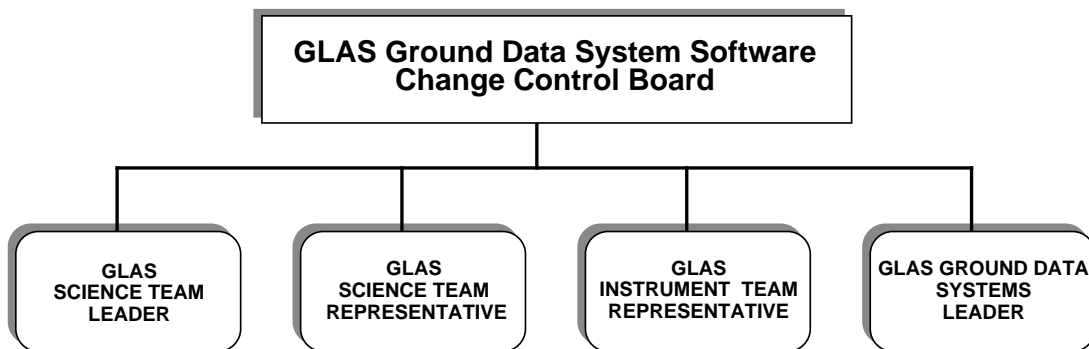 GLAS Ground Data System Software
Change Control Board
GLAS
SCIENCE TEAM
LEADER
GLAS
SCIENCE TEAM
REPRESENTATIVE
GLAS
INSTRUMENT TEAM
REPRESENTATIVE
GLAS GROUND DATA
SYSTEMS
LEADER